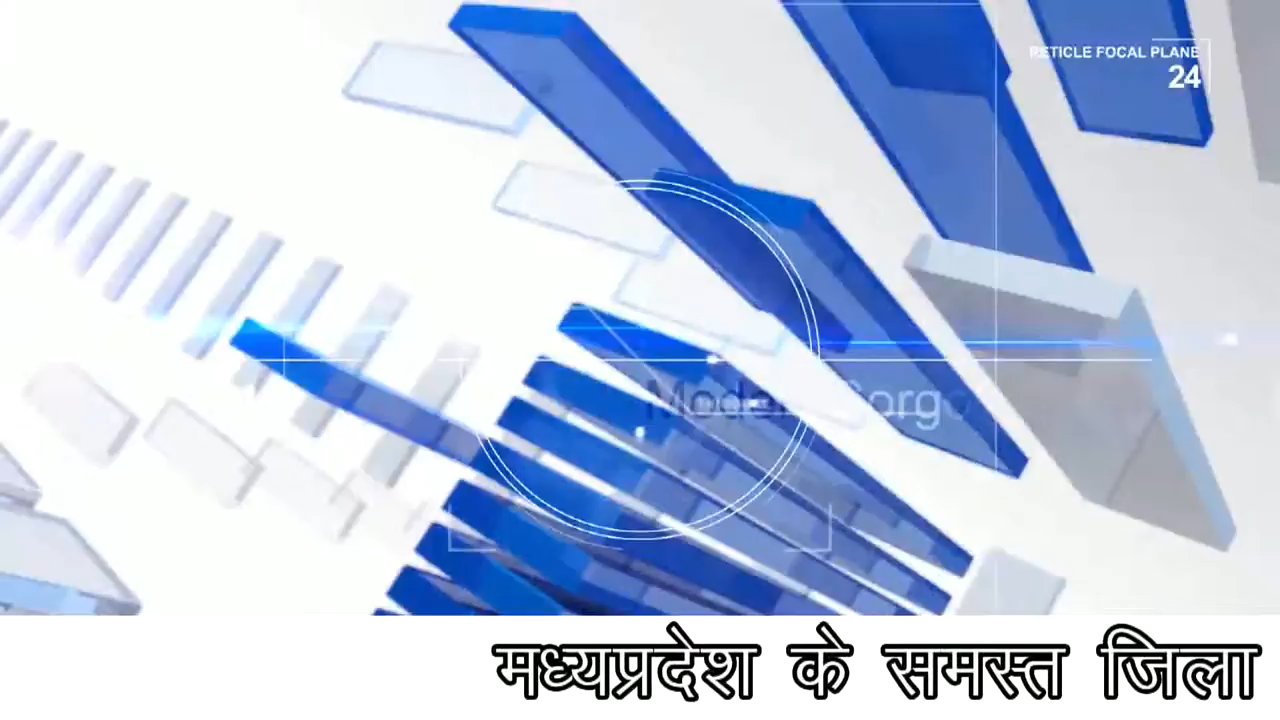 RETICLE FOCAL PLANE
24
मध्यप्रदेश के समस्त जिला